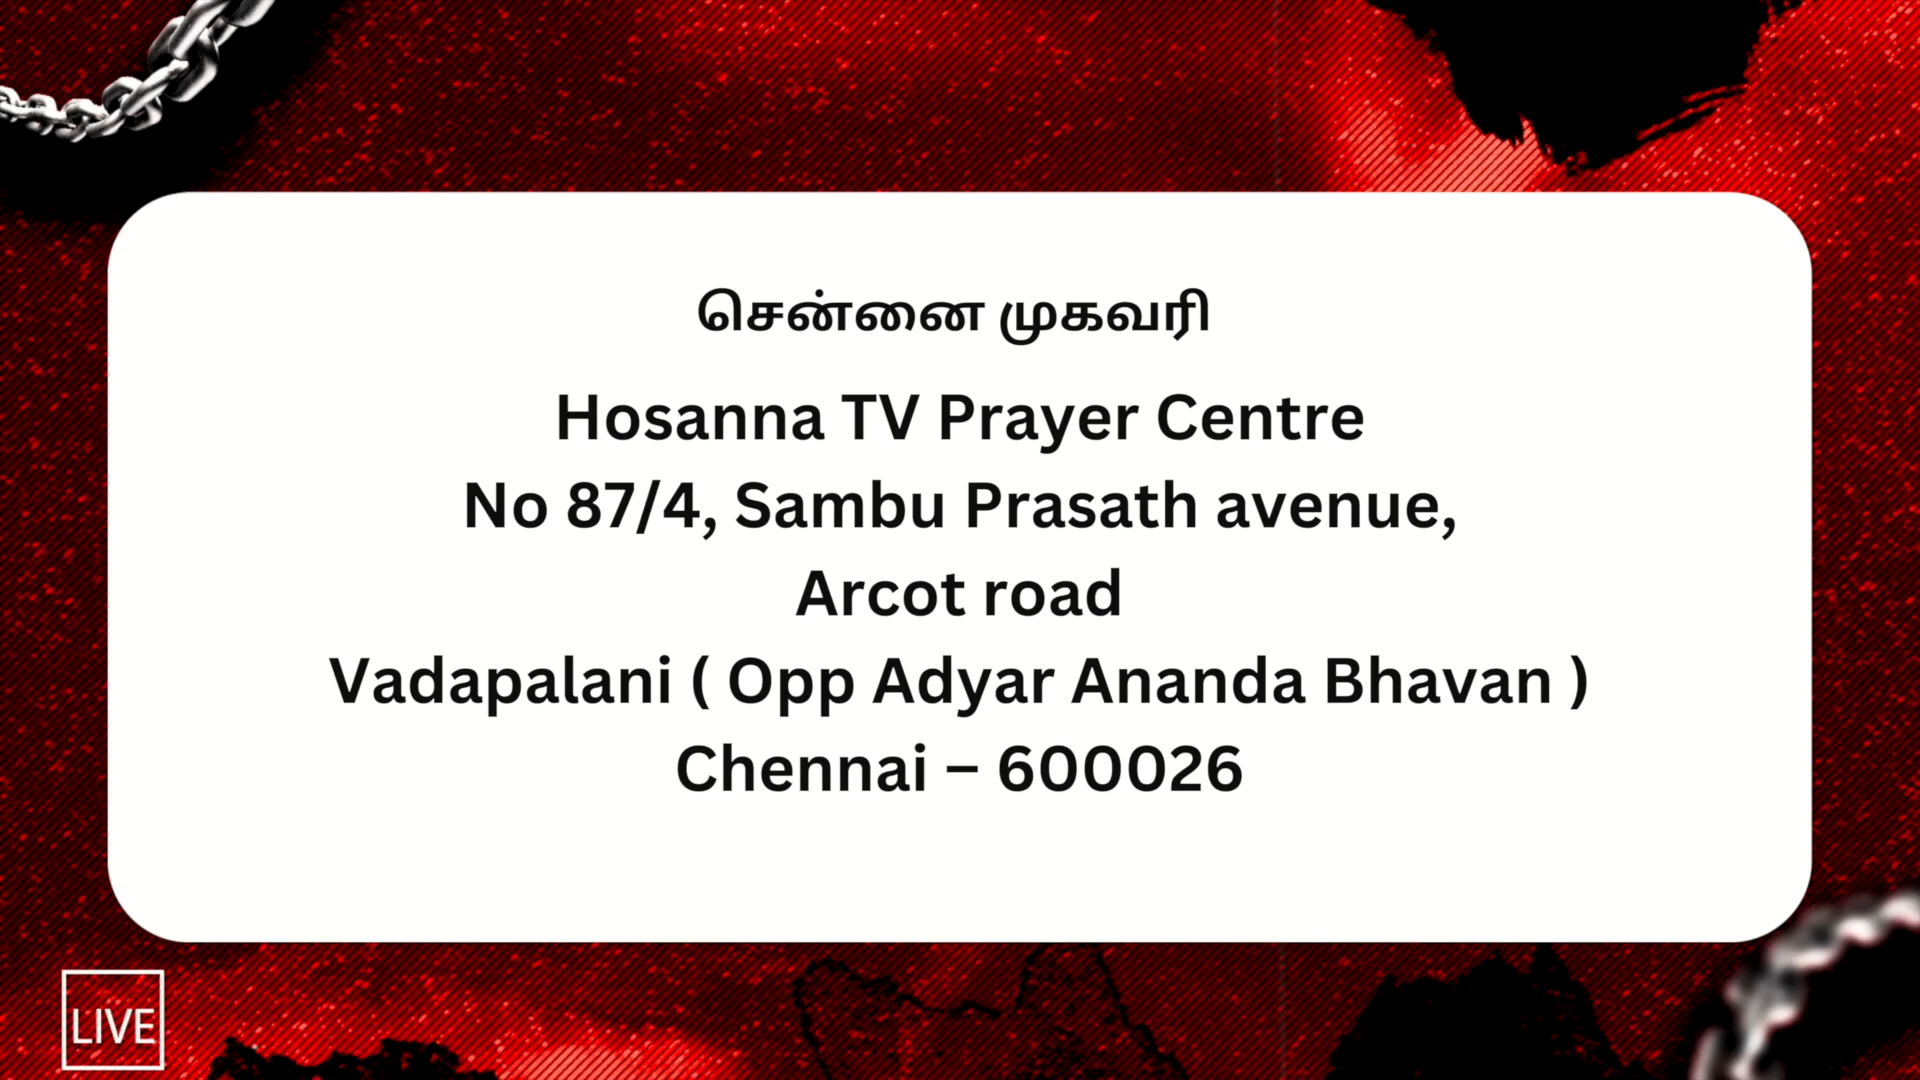 சென்னை முகவரி
Hosanna TV Prayer Centre
No 87/4, Sambu Prasath avenue,
Arcot road
Vadapalani ( Opp Adyar Ananda Bhavan )
Chennai – 600026
LIVE